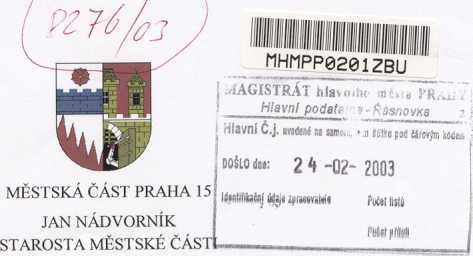 8276/03
MHMPP0201ZBU
MAGISTRÁT hlavního města PRAHY
Hlavní podatelna - Řásnovka 2
Hlavní Č.j. uvedené na samolep. štítku pod čárovým kódem
DOŠLO dne: 24 -02- 2003
Identifikační údaje zpracovatele Počet listů
Počet příloh
MĚSTSKÁ ČÁST PRAHA 15
JAN NÁDVORNÍK
STAROSTA MĚSTSKÉ ČÁSTI